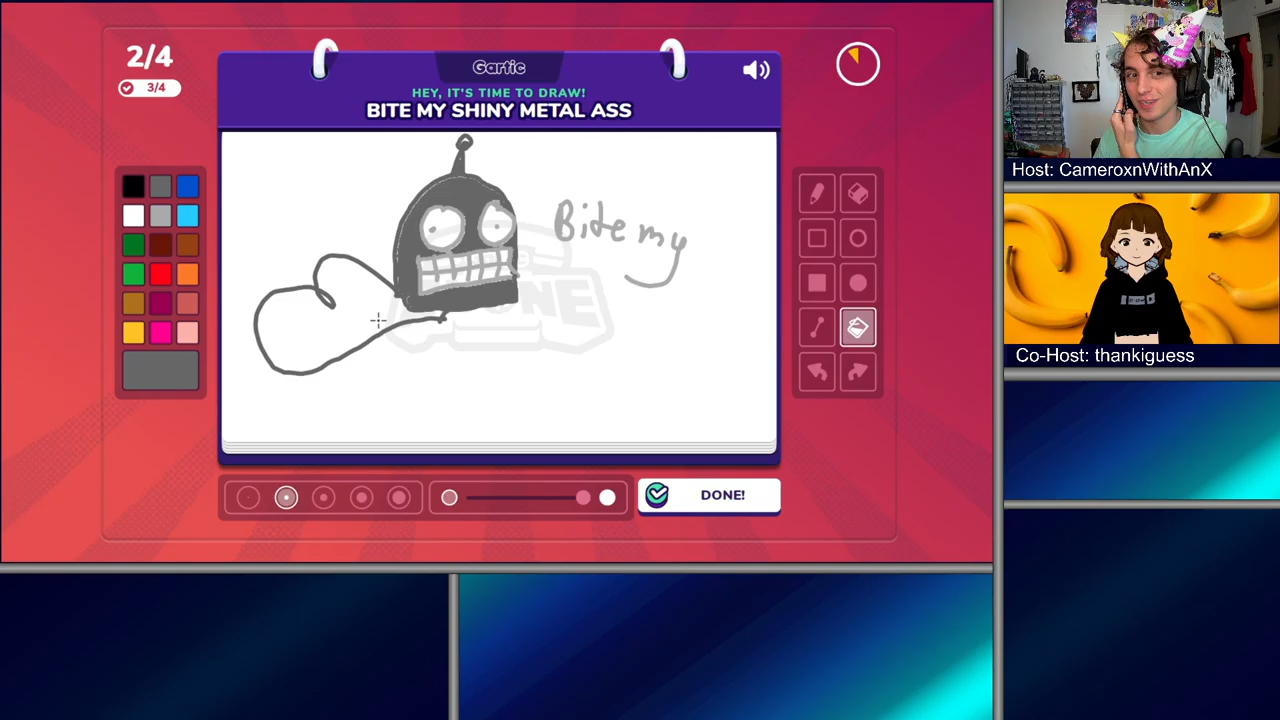 2/4
3/4
Gartic
HEY, IT'S TIME TO DRAW!
BITE MY SHINY METAL ASS
Bite my
DONE!
Host: CameroxnWithAnX
Co-Host: thankiguess